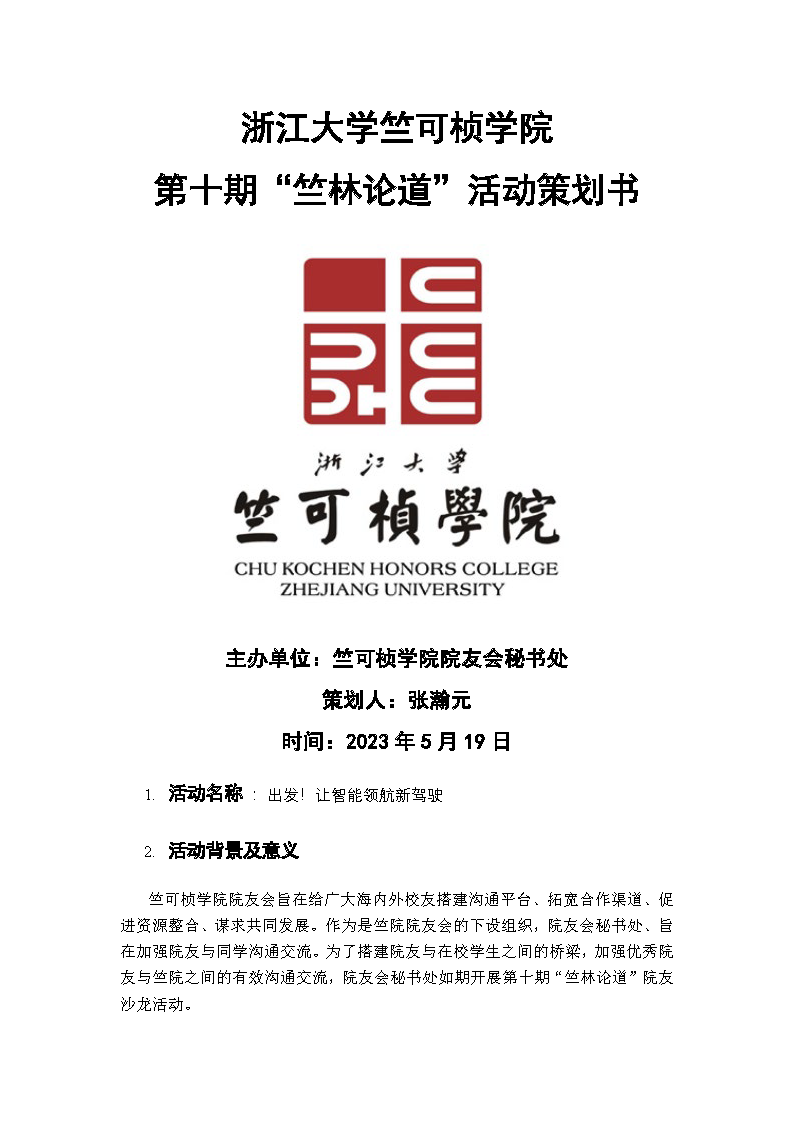 浙江大学竺可桢学院
第十期“竺林论道”活动策划书
浙江大学
竺可楨學院
CHU KOCHEN HONORS COLLEGE
ZHEJIANG UNIVERSITY
主办单位：竺可桢学院院友会秘书处
策划人：张瀚元
时间：2023 年 5 月 19 日
1. 活动名称 ：出发！让智能领航新驾驶
2. 活动背景及意义
竺可桢学院院友会旨在给广大海内外校友搭建沟通平台、拓宽合作渠道、促
进资源整合、谋求共同发展。作为是竺院院友会的下设组织，院友会秘书处、旨
在加强院友与同学沟通交流。为了搭建院友与在校学生之间的桥梁，加强优秀院
友与竺院之间的有效沟通交流，院友会秘书处如期开展第十期“竺林论道”院友
沙龙活动。